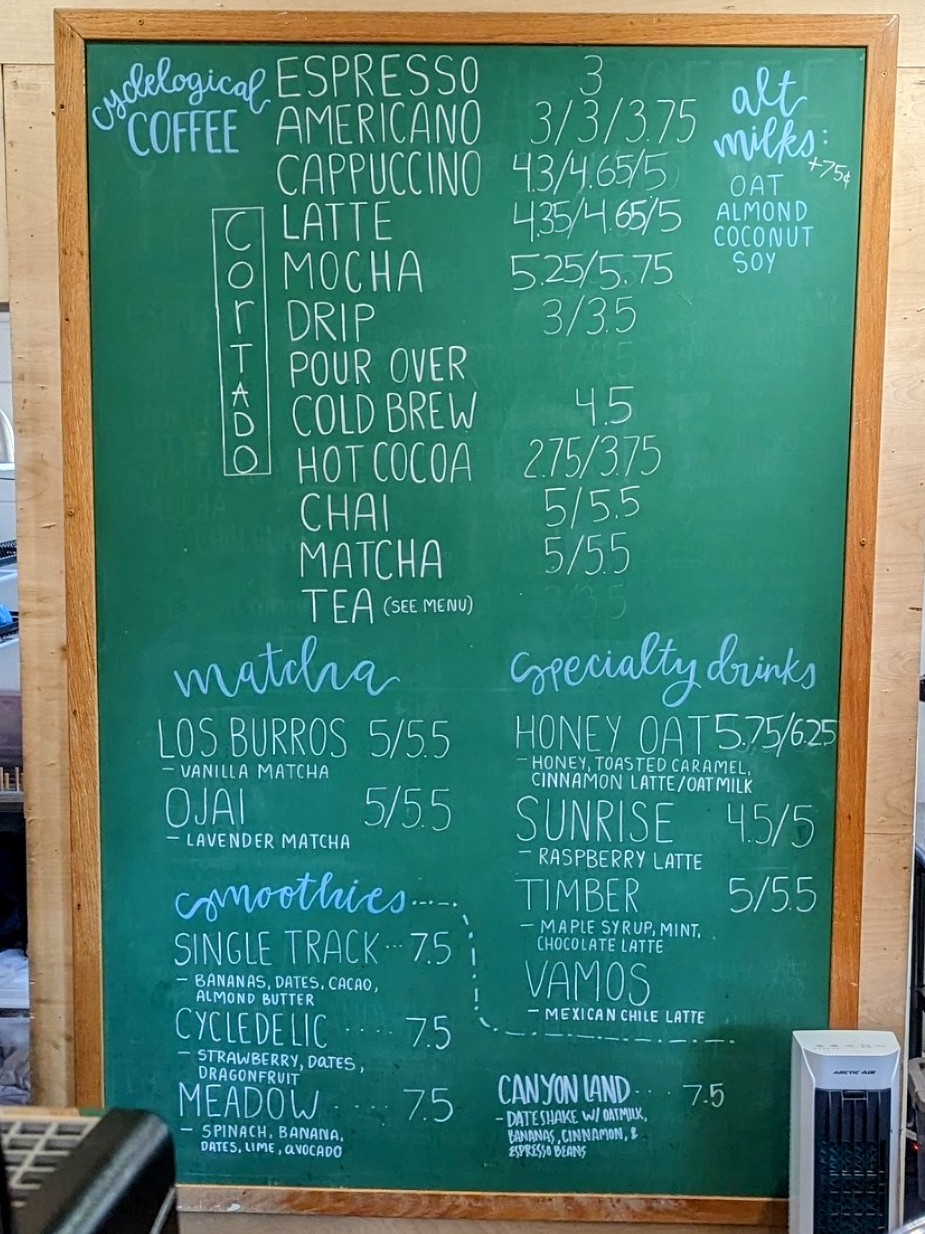 cyclelogical
COFFEE
ESPRESSO 3
AMERICANO 3/3/3.75
CAPPUCCINO 4.3/4.65/5
LATTE 4.35/4.65/5
MOCHA 5.25/5.75
DRIP 3/3.5
POUR OVER
COLD BREW 4.5
HOT COCOA 2.75/3.75
CHAI 5/5.5
MATCHA 5/5.5
TEA (SEE MENU) 3/3.5
CORTADO
alt
milks:
+75¢
OAT
ALMOND
COCONUT
SOY
matcha
LOS BURROS 5/5.5
- VANILLA MATCHA
OJAI 5/5.5
- LAVENDER MATCHA
smoothies
SINGLE TRACK ... 7.5
- BANANAS, DATES, CACAO,
ALMOND BUTTER
CYCLEDELIC .... 7.5
- STRAWBERRY, DATES,
DRAGONFRUIT
MEADOW .... 7.5
- SPINACH, BANANA,
DATES, LIME, AVOCADO
specialty drinks
HONEY OAT 5.75/6.25
- HONEY, TOASTED CARAMEL,
CINNAMON LATTE/OATMILK
SUNRISE 4.5/5
- RASPBERRY LATTE
TIMBER 5/5.5
- MAPLE SYRUP, MINT,
CHOCOLATE LATTE
VAMOS
- MEXICAN CHILE LATTE
CANYON LAND ... 7.5
- DATE SHAKE W/ OATMILK,
BANANAS, CINNAMON, &
ESPRESSO BEANS
ARCTIC AIR